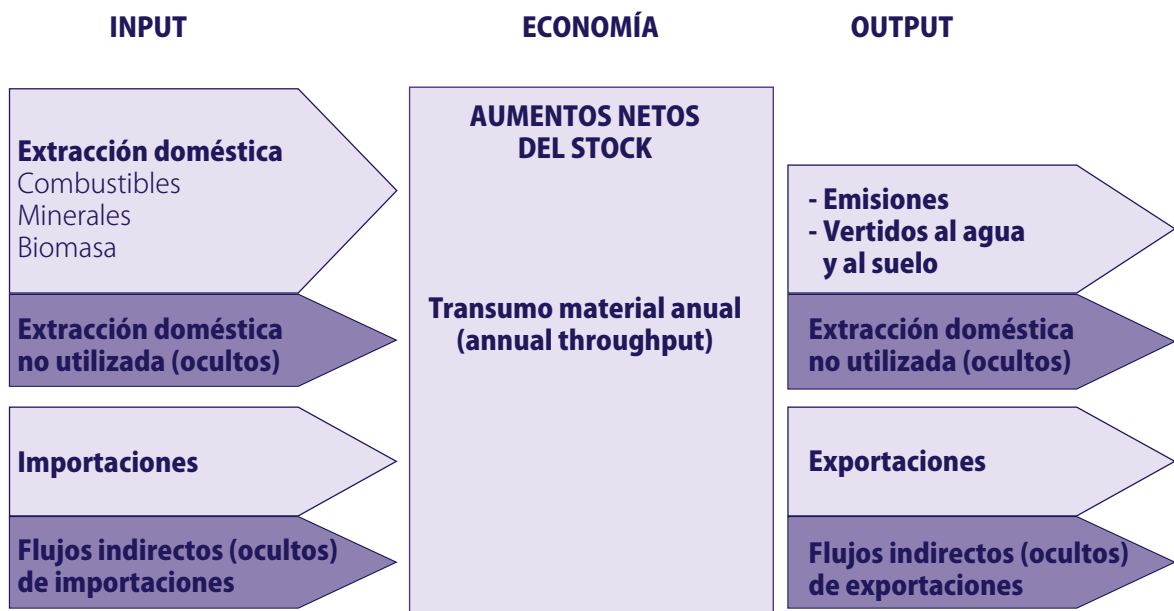 INPUT
ECONOMÍA
OUTPUT
Extracción doméstica
Combustibles
Minerales
Biomasa
Extracción doméstica
no utilizada (ocultos)
Importaciones
Flujos indirectos (ocultos)
de importaciones
AUMENTOS NETOS
DEL STOCK
Transumo material anual
(annual throughput)
- Emisiones
- Vertidos al agua
y al suelo
Extracción doméstica
no utilizada (ocultos)
Exportaciones
Flujos indirectos (ocultos)
de exportaciones